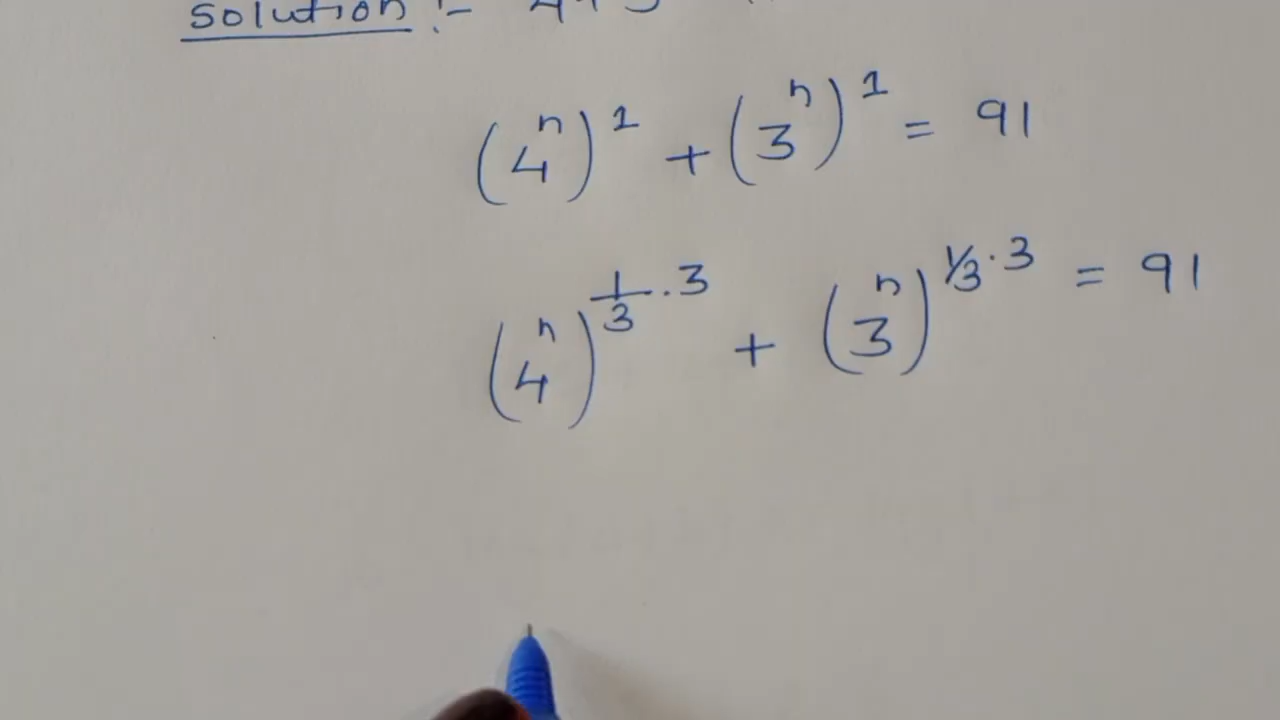 Solution :-
(4^n)^1 + (3^n)^1 = 91
(4^n)^{1/3 · 3} + (3^n)^{1/3 · 3} = 91